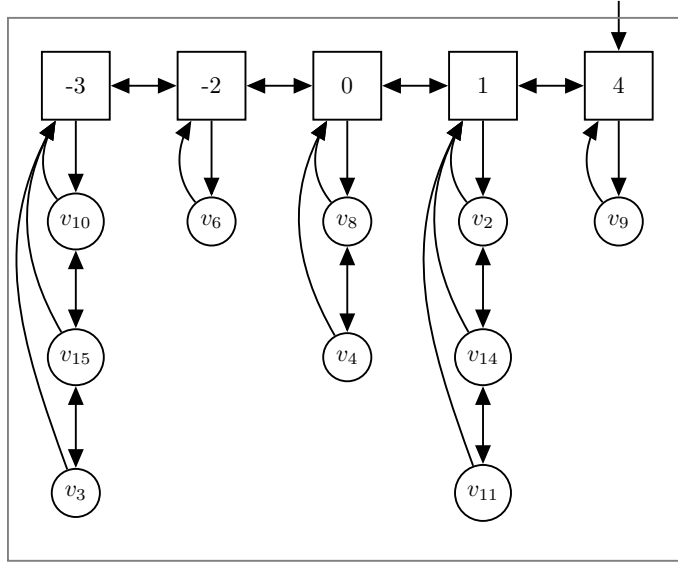 -3 -2 0 1 4
v₁₀ v₆ v₈ v₂ v₉
v₁₅ v₄ v₁₄
v₃ v₁₁